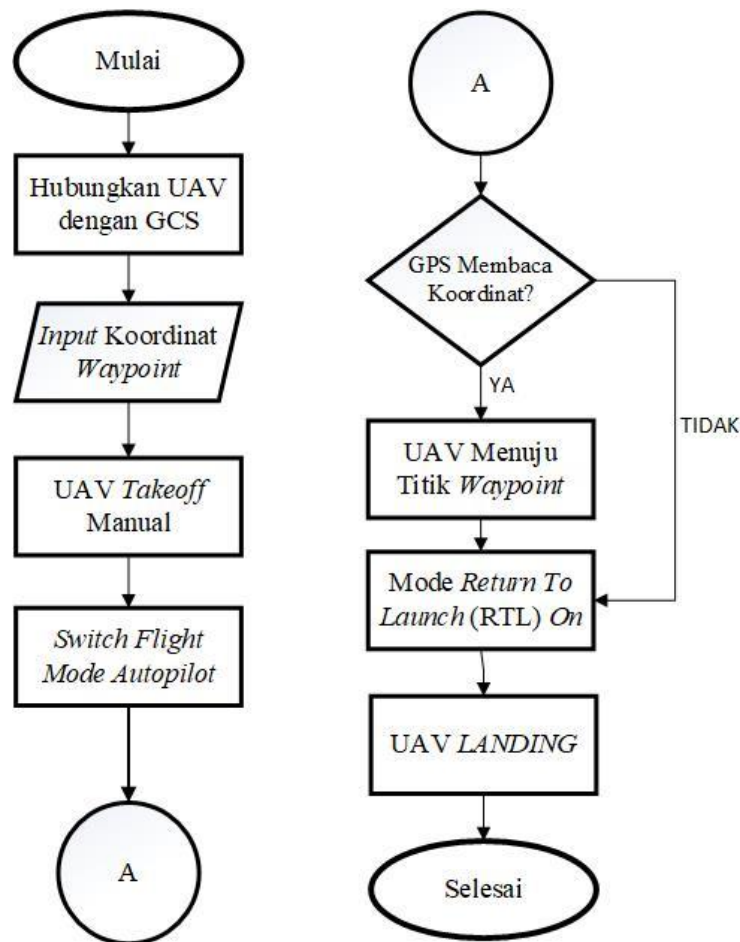 Mulai
Hubungkan UAV
dengan GCS
Input Koordinat
Waypoint
UAV Takeoff
Manual
Switch Flight
Mode Autopilot
A
A
GPS Membaca
Koordinat?
YA
TIDAK
UAV Menuju
Titik Waypoint
Mode Return To
Launch (RTL) On
UAV LANDING
Selesai